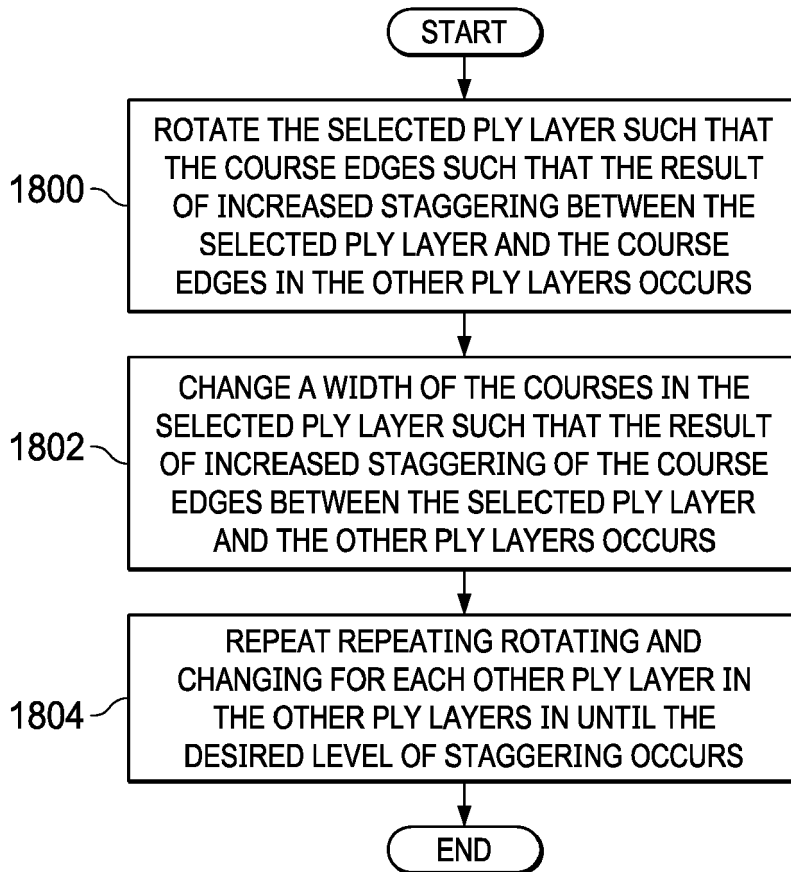 START
1800
ROTATE THE SELECTED PLY LAYER SUCH THAT
THE COURSE EDGES SUCH THAT THE RESULT
OF INCREASED STAGGERING BETWEEN THE
SELECTED PLY LAYER AND THE COURSE
EDGES IN THE OTHER PLY LAYERS OCCURS
1802
CHANGE A WIDTH OF THE COURSES IN THE
SELECTED PLY LAYER SUCH THAT THE RESULT
OF INCREASED STAGGERING OF THE COURSE
EDGES BETWEEN THE SELECTED PLY LAYER
AND THE OTHER PLY LAYERS OCCURS
1804
REPEAT REPEATING ROTATING AND
CHANGING FOR EACH OTHER PLY LAYER IN
THE OTHER PLY LAYERS IN UNTIL THE
DESIRED LEVEL OF STAGGERING OCCURS
END